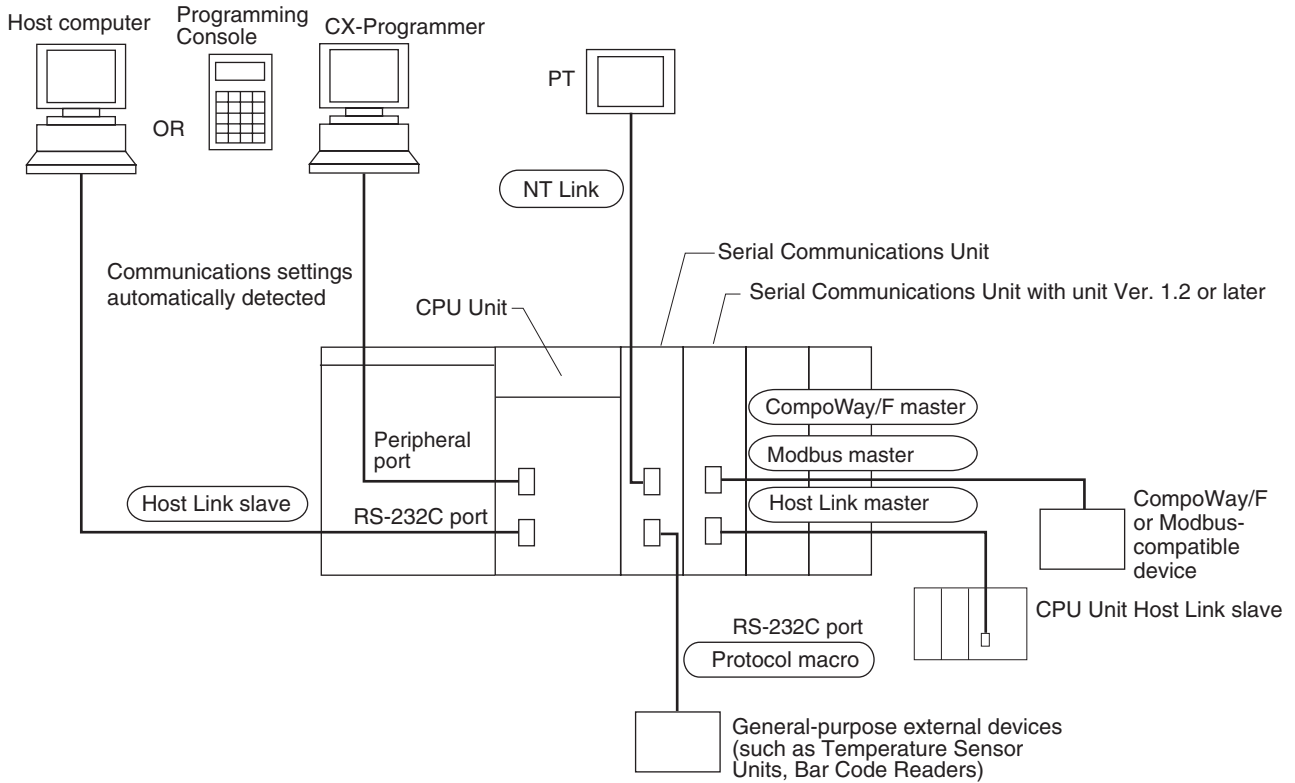 Host computer
Programming
Console
CX-Programmer
OR
PT
NT Link
Communications settings
automatically detected
Serial Communications Unit
Serial Communications Unit with unit Ver. 1.2 or later
CPU Unit
CompoWay/F master
Peripheral
port
Modbus master
Host Link slave
RS-232C port
Host Link master
CompoWay/F
or Modbus-
compatible
device
CPU Unit Host Link slave
RS-232C port
Protocol macro
General-purpose external devices
(such as Temperature Sensor
Units, Bar Code Readers)